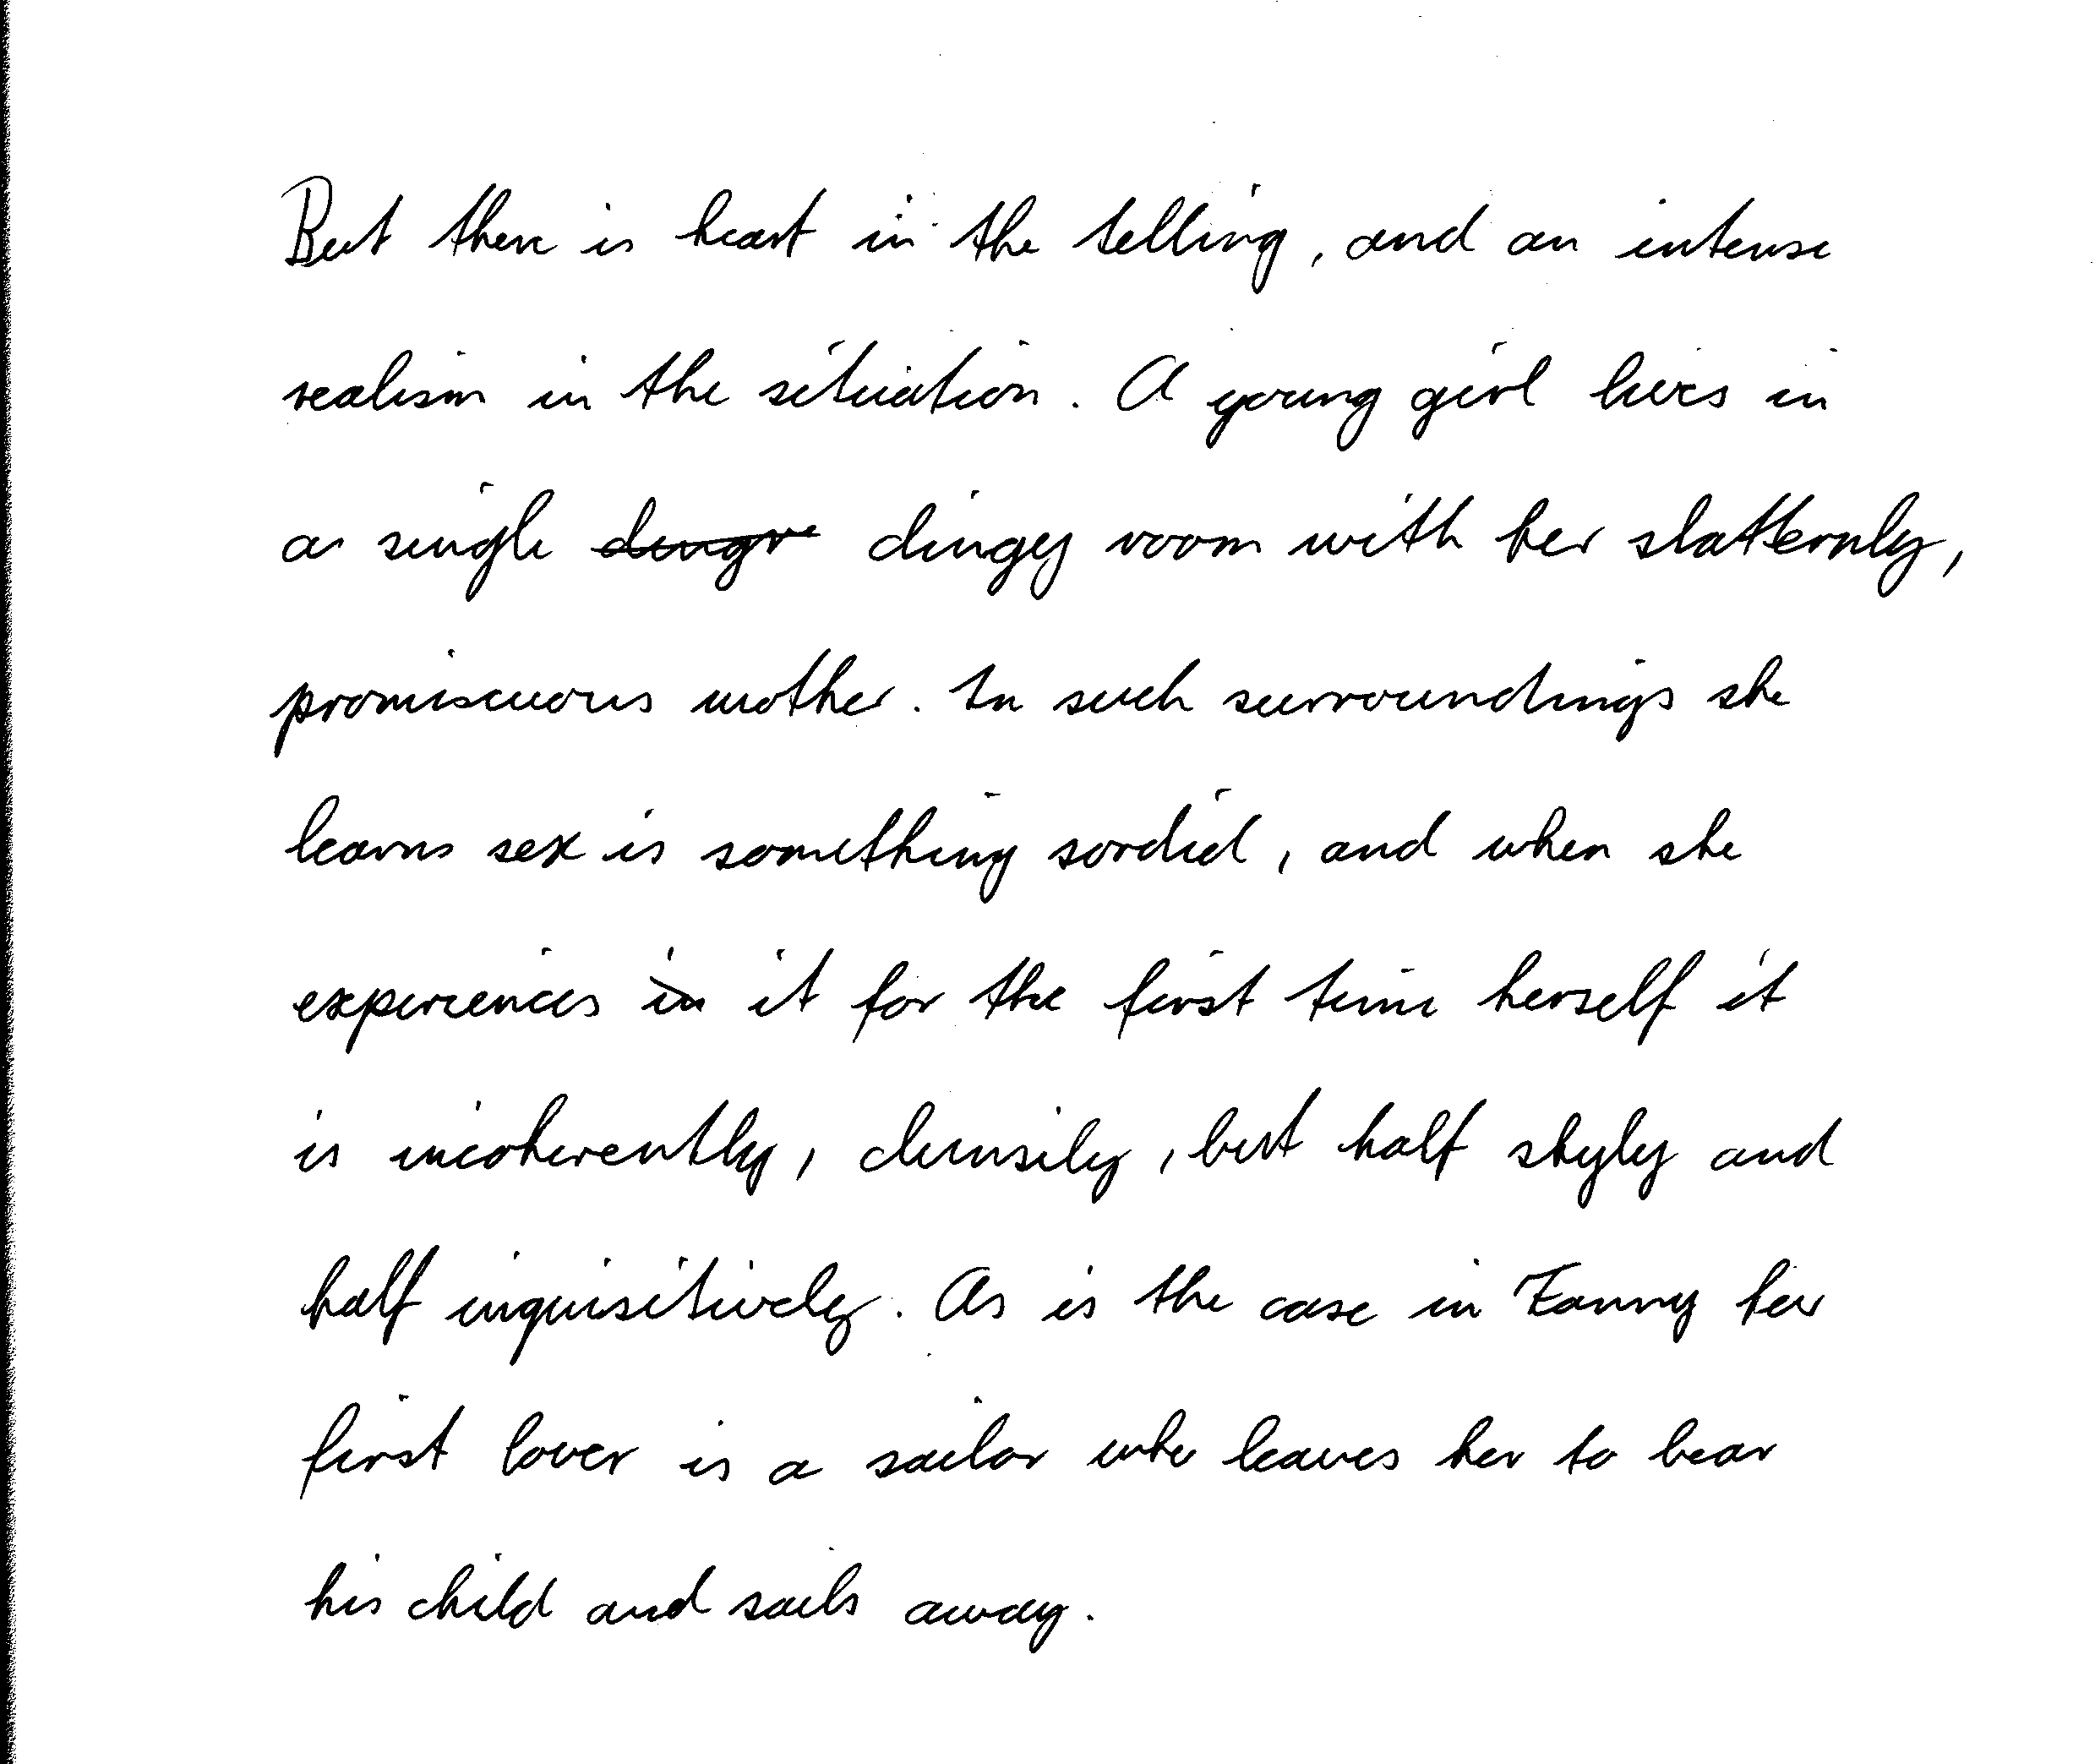 But there is heart in the telling, and an intense
realism in the situation. A young girl lives in
a single dingy room with her slatternly,
promiscuous mother. In such surroundings she
learns sex is something sordid, and when she
experiences it for the first time herself it
is incoherently, clumsily, but half shyly and
half inquisitively. As is the case in Fanny her
first lover is a sailor who leaves her to bear
his child and sails away.